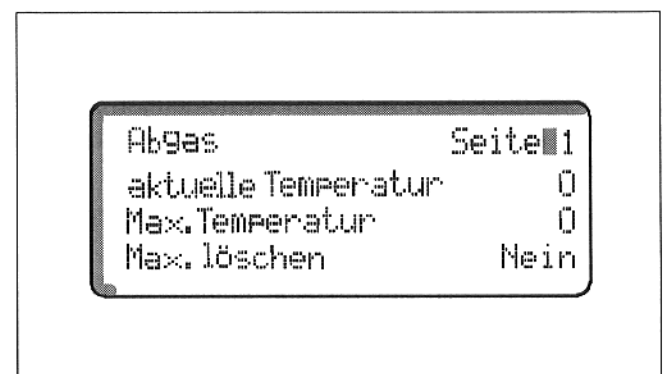 Abgas Seite 1
aktuelle Temperatur 0
Max.Temperatur 0
Max.löschen Nein